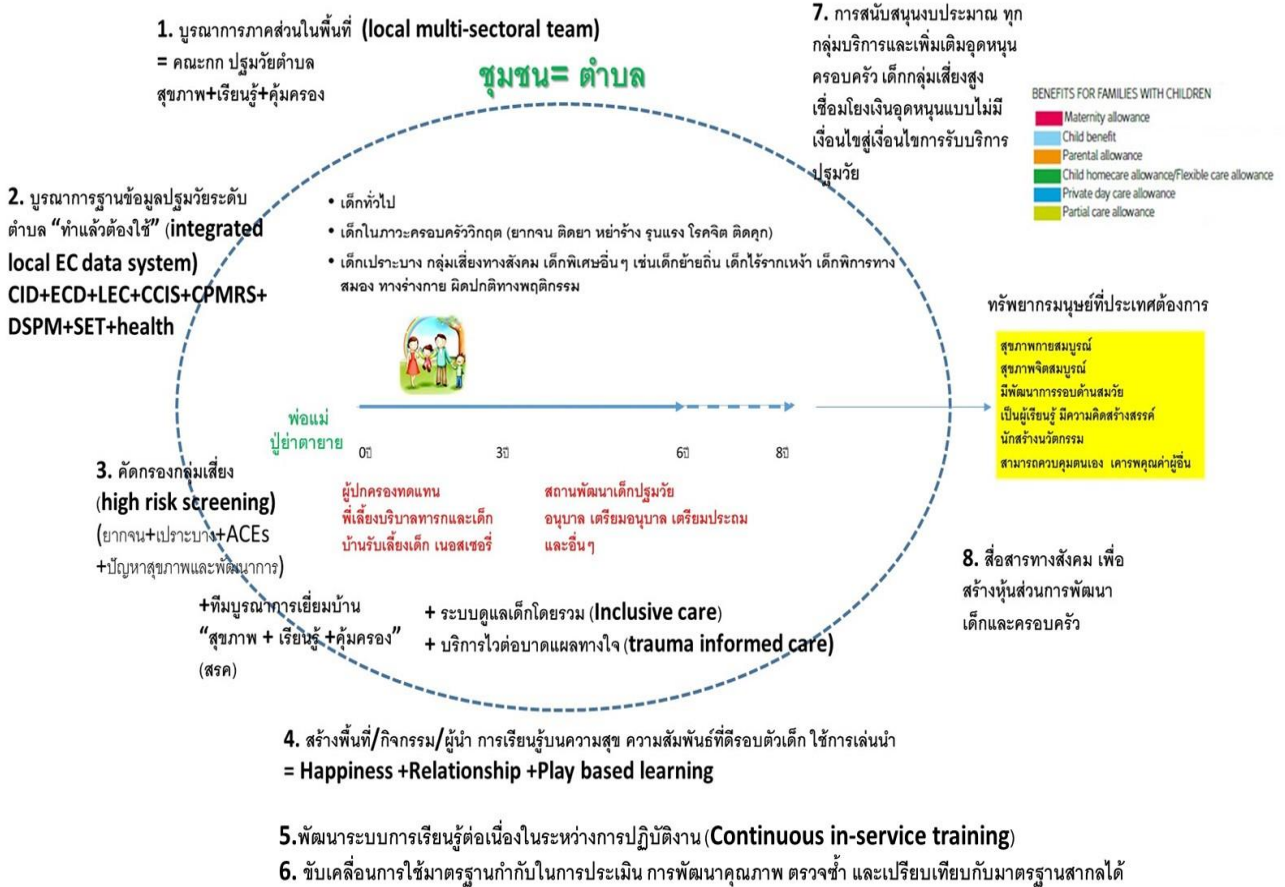 1. บูรณาการภาคส่วนในพื้นที่ (local multi-sectoral team)
= คณะกก ปฐมวัยตำบล
สุขภาพ+เรียนรู้+คุ้มครอง
ชุมชน= ตำบล
7. การสนับสนุนงบประมาณ ทุก
กลุ่มบริการและเพิ่มเติมอุดหนุน
ครอบครัว เด็กกลุ่มเสี่ยงสูง
เชื่อมโยงเงินอุดหนุนแบบไม่มี
เงื่อนไขสู่เงื่อนไขการรับบริการ
ปฐมวัย
BENEFITS FOR FAMILIES WITH CHILDREN
Maternity allowance
Child benefit
Parental allowance
Child homecare allowance/Flexible care allowance
Private day care allowance
Partial care allowance
2. บูรณาการฐานข้อมูลปฐมวัยระดับ
ตำบล “ทำแล้วต้องใช้” (integrated
local EC data system)
CID+ECD+LEC+CCIS+CPMRS+
DSPM+SET+health
• เด็กทั่วไป
• เด็กในภาวะครอบครัววิกฤต (ยากจน ติดยา หย่าร้าง รุนแรง โรคจิต ติดคุก)
• เด็กเปราะบาง กลุ่มเสี่ยงทางสังคม เด็กพิเศษอื่นๆ เช่นเด็กย้ายถิ่น เด็กไร้รากเหง้า เด็กพิการทาง
สมอง ทางร่างกาย ผิดปกติทางพฤติกรรม
ทรัพยากรมนุษย์ที่ประเทศต้องการ
สุขภาพกายสมบูรณ์
สุขภาพจิตสมบูรณ์
มีพัฒนาการรอบด้านสมวัย
เป็นผู้เรียนรู้ มีความคิดสร้างสรรค์
นักสร้างนวัตกรรม
สามารถควบคุมตนเอง เคารพคุณค่าผู้อื่น
พ่อแม่
ปู่ย่าตายาย
0ปี
3ปี
6ปี
8ปี
3. คัดกรองกลุ่มเสี่ยง
(high risk screening)
(ยากจน+เปราะบาง+ACEs
+ปัญหาสุขภาพและพัฒนาการ)
ผู้ปกครองทดแทน
พี่เลี้ยงบริบาลทารกและเด็ก
บ้านรับเลี้ยงเด็ก เนอสเซอรี่
สถานพัฒนาเด็กปฐมวัย
อนุบาล เตรียมอนุบาล เตรียมประถม
และอื่นๆ
8. สื่อสารทางสังคม เพื่อ
สร้างหุ้นส่วนการพัฒนา
เด็กและครอบครัว
+ทีมบูรณาการเยี่ยมบ้าน
“สุขภาพ + เรียนรู้ +คุ้มครอง”
(สรค)
+ ระบบดูแลเด็กโดยรวม (Inclusive care)
+ บริการไวต่อบาดแผลทางใจ (trauma informed care)
4. สร้างพื้นที่/กิจกรรม/ผู้นำ การเรียนรู้บนความสุข ความสัมพันธ์ที่ดีรอบตัวเด็ก ใช้การเล่นนำ
= Happiness +Relationship +Play based learning
5.พัฒนาระบบการเรียนรู้ต่อเนื่องในระหว่างการปฏิบัติงาน (Continuous in-service training)
6. ขับเคลื่อนการใช้มาตรฐานกำกับในการประเมิน การพัฒนาคุณภาพ ตรวจซ้ำ และเปรียบเทียบกับมาตรฐานสากลได้